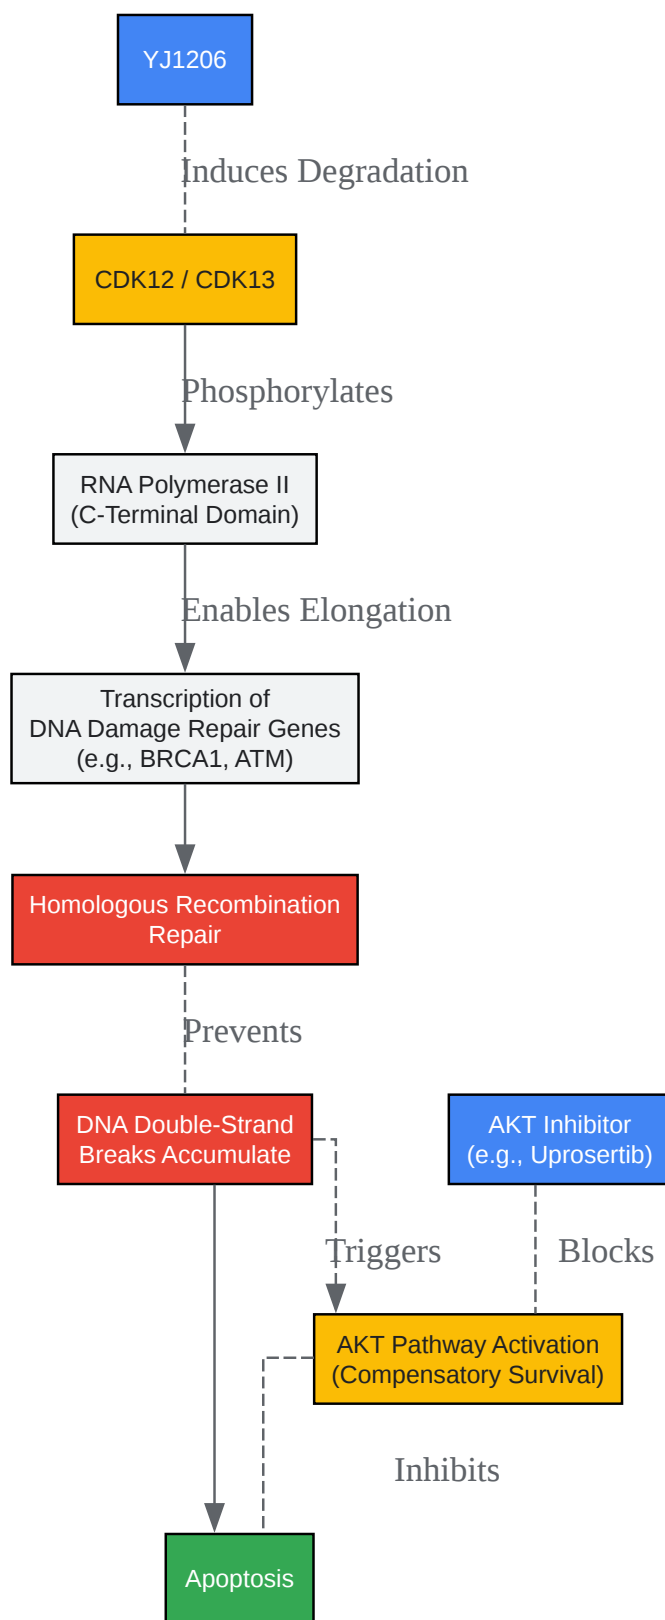 YJ1206
Induces Degradation
CDK12 / CDK13
Phosphorylates
RNA Polymerase II
(C-Terminal Domain)
Enables Elongation
Transcription of
DNA Damage Repair Genes
(e.g., BRCA1, ATM)
Homologous Recombination
Repair
Prevents
DNA Double-Strand
Breaks Accumulate
AKT Inhibitor
(e.g., Uprosertib)
Triggers
Blocks
AKT Pathway Activation
(Compensatory Survival)
Inhibits
Apoptosis